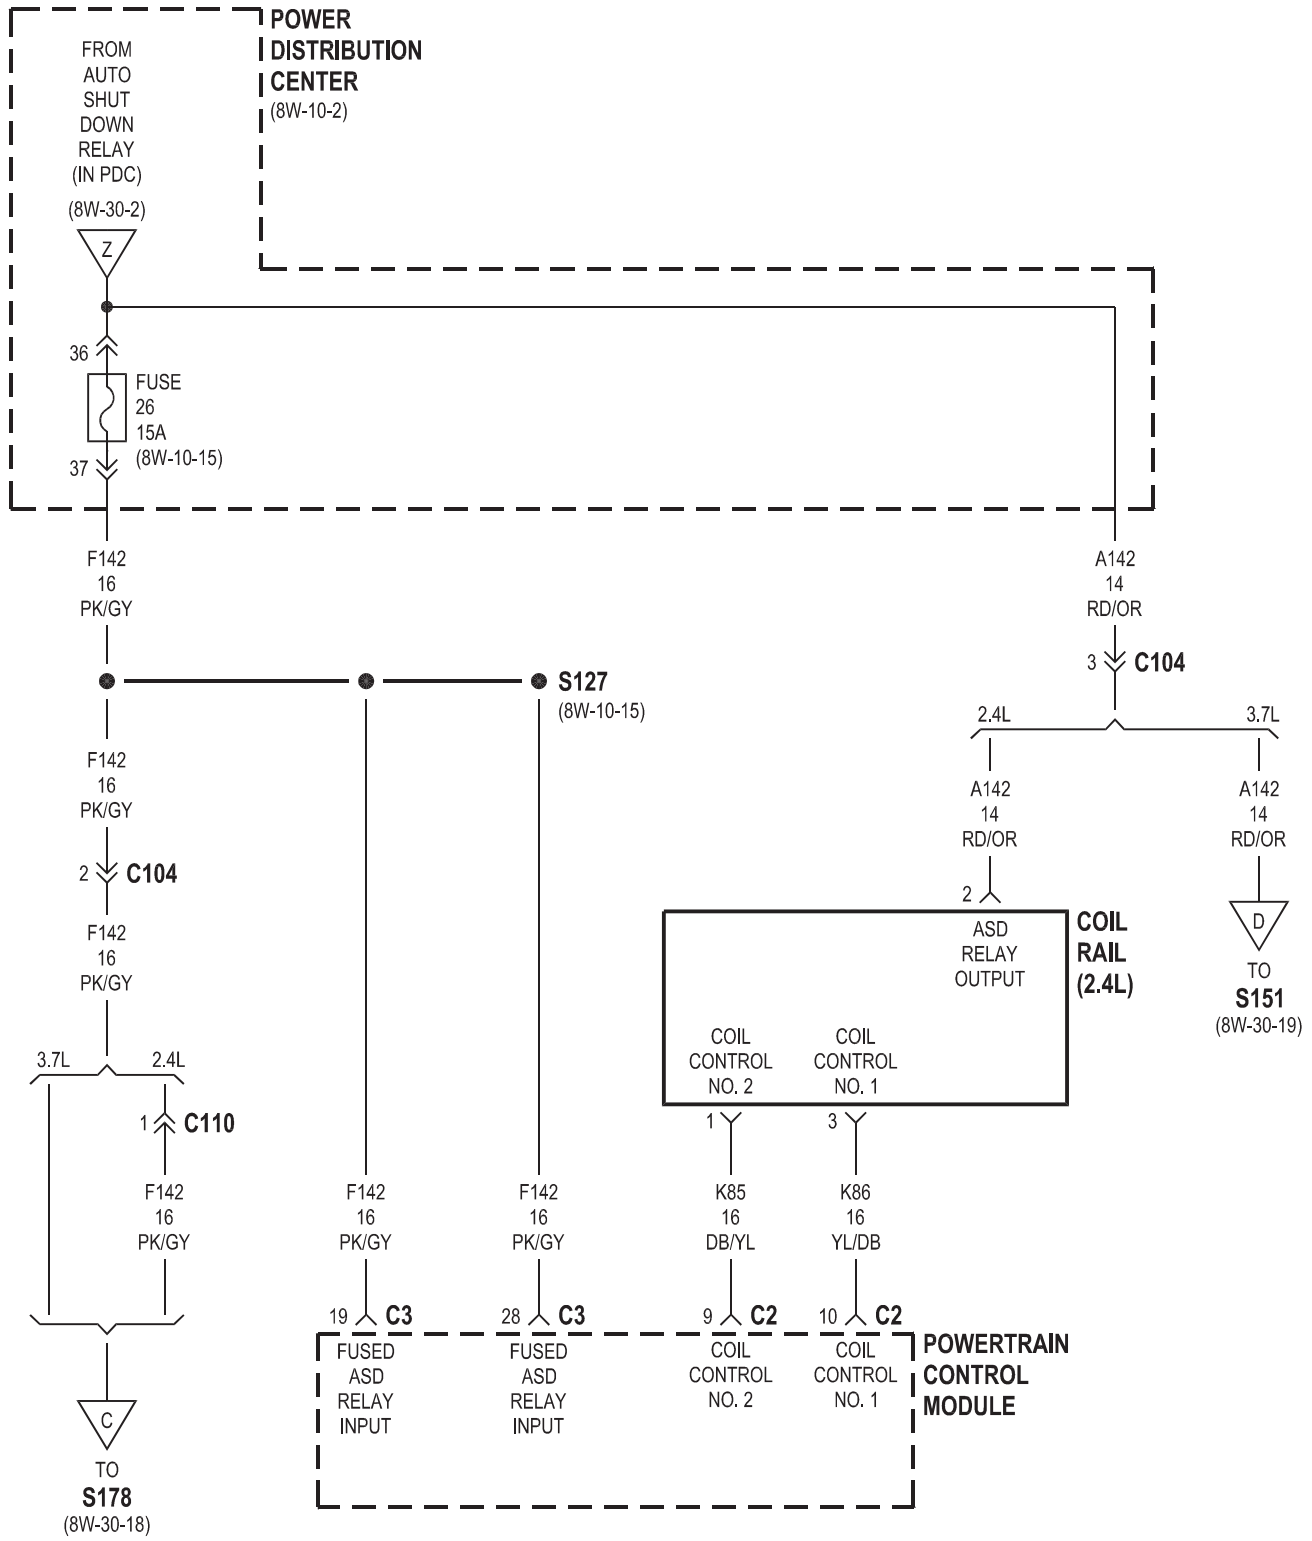 POWER
DISTRIBUTION
CENTER
(8W-10-2)
FROM
AUTO
SHUT
DOWN
RELAY
(IN PDC)
(8W-30-2)
Z
36
FUSE
26
15A
(8W-10-15)
37
F142
16
PK/GY
A142
14
RD/OR
S127
(8W-10-15)
3
C104
2.4L
3.7L
F142
16
PK/GY
A142
14
RD/OR
A142
14
RD/OR
2
C104
2
F142
16
PK/GY
ASD
RELAY
OUTPUT
COIL
RAIL
(2.4L)
D
TO
S151
(8W-30-19)
COIL
CONTROL
NO. 2
COIL
CONTROL
NO. 1
3.7L
2.4L
1
C110
1
3
F142
16
PK/GY
F142
16
PK/GY
F142
16
PK/GY
K85
16
DB/YL
K86
16
YL/DB
19
C3
28
C3
9
C2
10
C2
FUSED
ASD
RELAY
INPUT
FUSED
ASD
RELAY
INPUT
COIL
CONTROL
NO. 2
COIL
CONTROL
NO. 1
POWERTRAIN
CONTROL
MODULE
C
TO
S178
(8W-30-18)